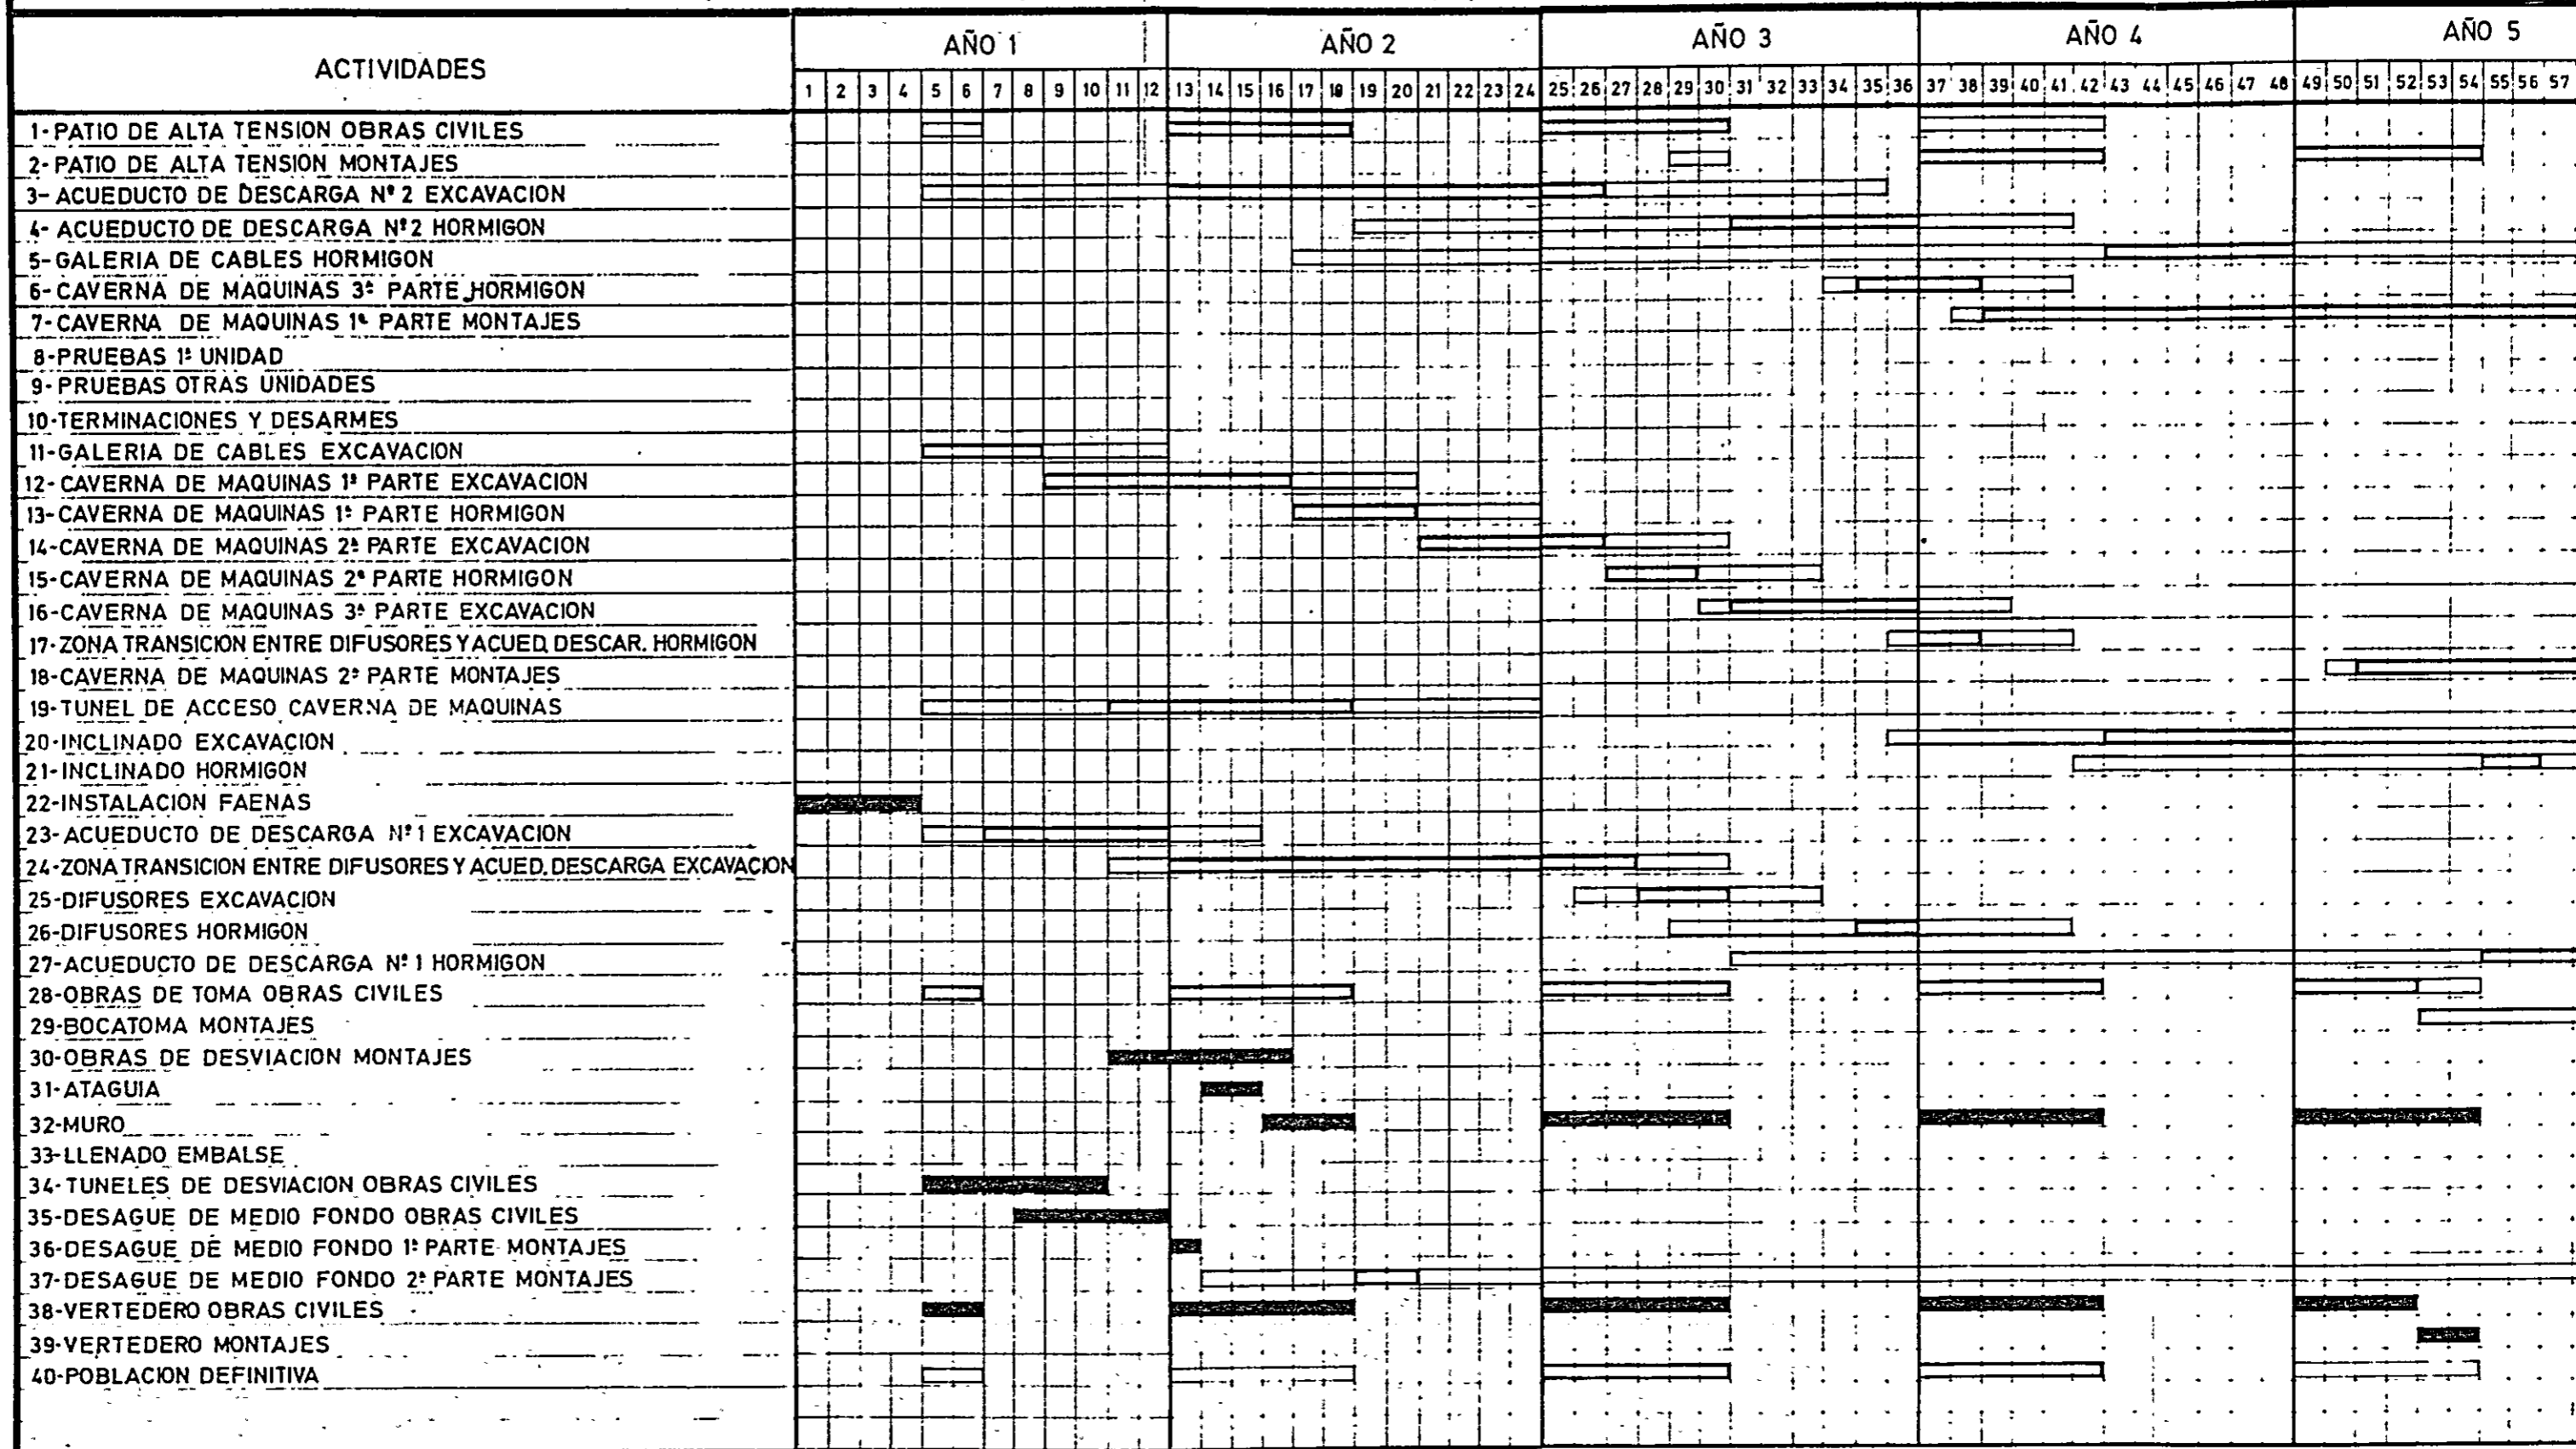 ACTIVIDADES
AÑO 1 AÑO 2 AÑO 3 AÑO 4 AÑO 5
1 2 3 4 5 6 7 8 9 10 11 12 13 14 15 16 17 18 19 20 21 22 23 24 25 26 27 28 29 30 31 32 33 34 35 36 37 38 39 40 41 42 43 44 45 46 47 48 49 50 51 52 53 54 55 56 57
1-PATIO DE ALTA TENSION OBRAS CIVILES
2-PATIO DE ALTA TENSION MONTAJES
3-ACUEDUCTO DE DESCARGA Nº 2 EXCAVACION
4-ACUEDUCTO DE DESCARGA Nº 2 HORMIGON
5-GALERIA DE CABLES HORMIGON
6-CAVERNA DE MAQUINAS 3ª PARTE HORMIGON
7-CAVERNA DE MAQUINAS 1ª PARTE MONTAJES
8-PRUEBAS 1ª UNIDAD
9-PRUEBAS OTRAS UNIDADES
10-TERMINACIONES Y DESARMES
11-GALERIA DE CABLES EXCAVACION
12-CAVERNA DE MAQUINAS 1ª PARTE EXCAVACION
13-CAVERNA DE MAQUINAS 1ª PARTE HORMIGON
14-CAVERNA DE MAQUINAS 2ª PARTE EXCAVACION
15-CAVERNA DE MAQUINAS 2ª PARTE HORMIGON
16-CAVERNA DE MAQUINAS 3ª PARTE EXCAVACION
17-ZONA TRANSICION ENTRE DIFUSORES Y ACUED. DESCAR. HORMIGON
18-CAVERNA DE MAQUINAS 2ª PARTE MONTAJES
19-TUNEL DE ACCESO CAVERNA DE MAQUINAS
20-INCLINADO EXCAVACION
21-INCLINADO HORMIGON
22-INSTALACION FAENAS
23-ACUEDUCTO DE DESCARGA Nº 1 EXCAVACION
24-ZONA TRANSICION ENTRE DIFUSORES Y ACUED. DESCARGA EXCAVACION
25-DIFUSORES EXCAVACION
26-DIFUSORES HORMIGON
27-ACUEDUCTO DE DESCARGA Nº 1 HORMIGON
28-OBRAS DE TOMA OBRAS CIVILES
29-BOCATOMA MONTAJES
30-OBRAS DE DESVIACION MONTAJES
31-ATAGUIA
32-MURO
33-LLENADO EMBALSE
34-TUNELES DE DESVIACION OBRAS CIVILES
35-DESAGUE DE MEDIO FONDO OBRAS CIVILES
36-DESAGUE DE MEDIO FONDO 1ª PARTE MONTAJES
37-DESAGUE DE MEDIO FONDO 2ª PARTE MONTAJES
38-VERTEDERO OBRAS CIVILES
39-VERTEDERO MONTAJES
40-POBLACION DEFINITIVA